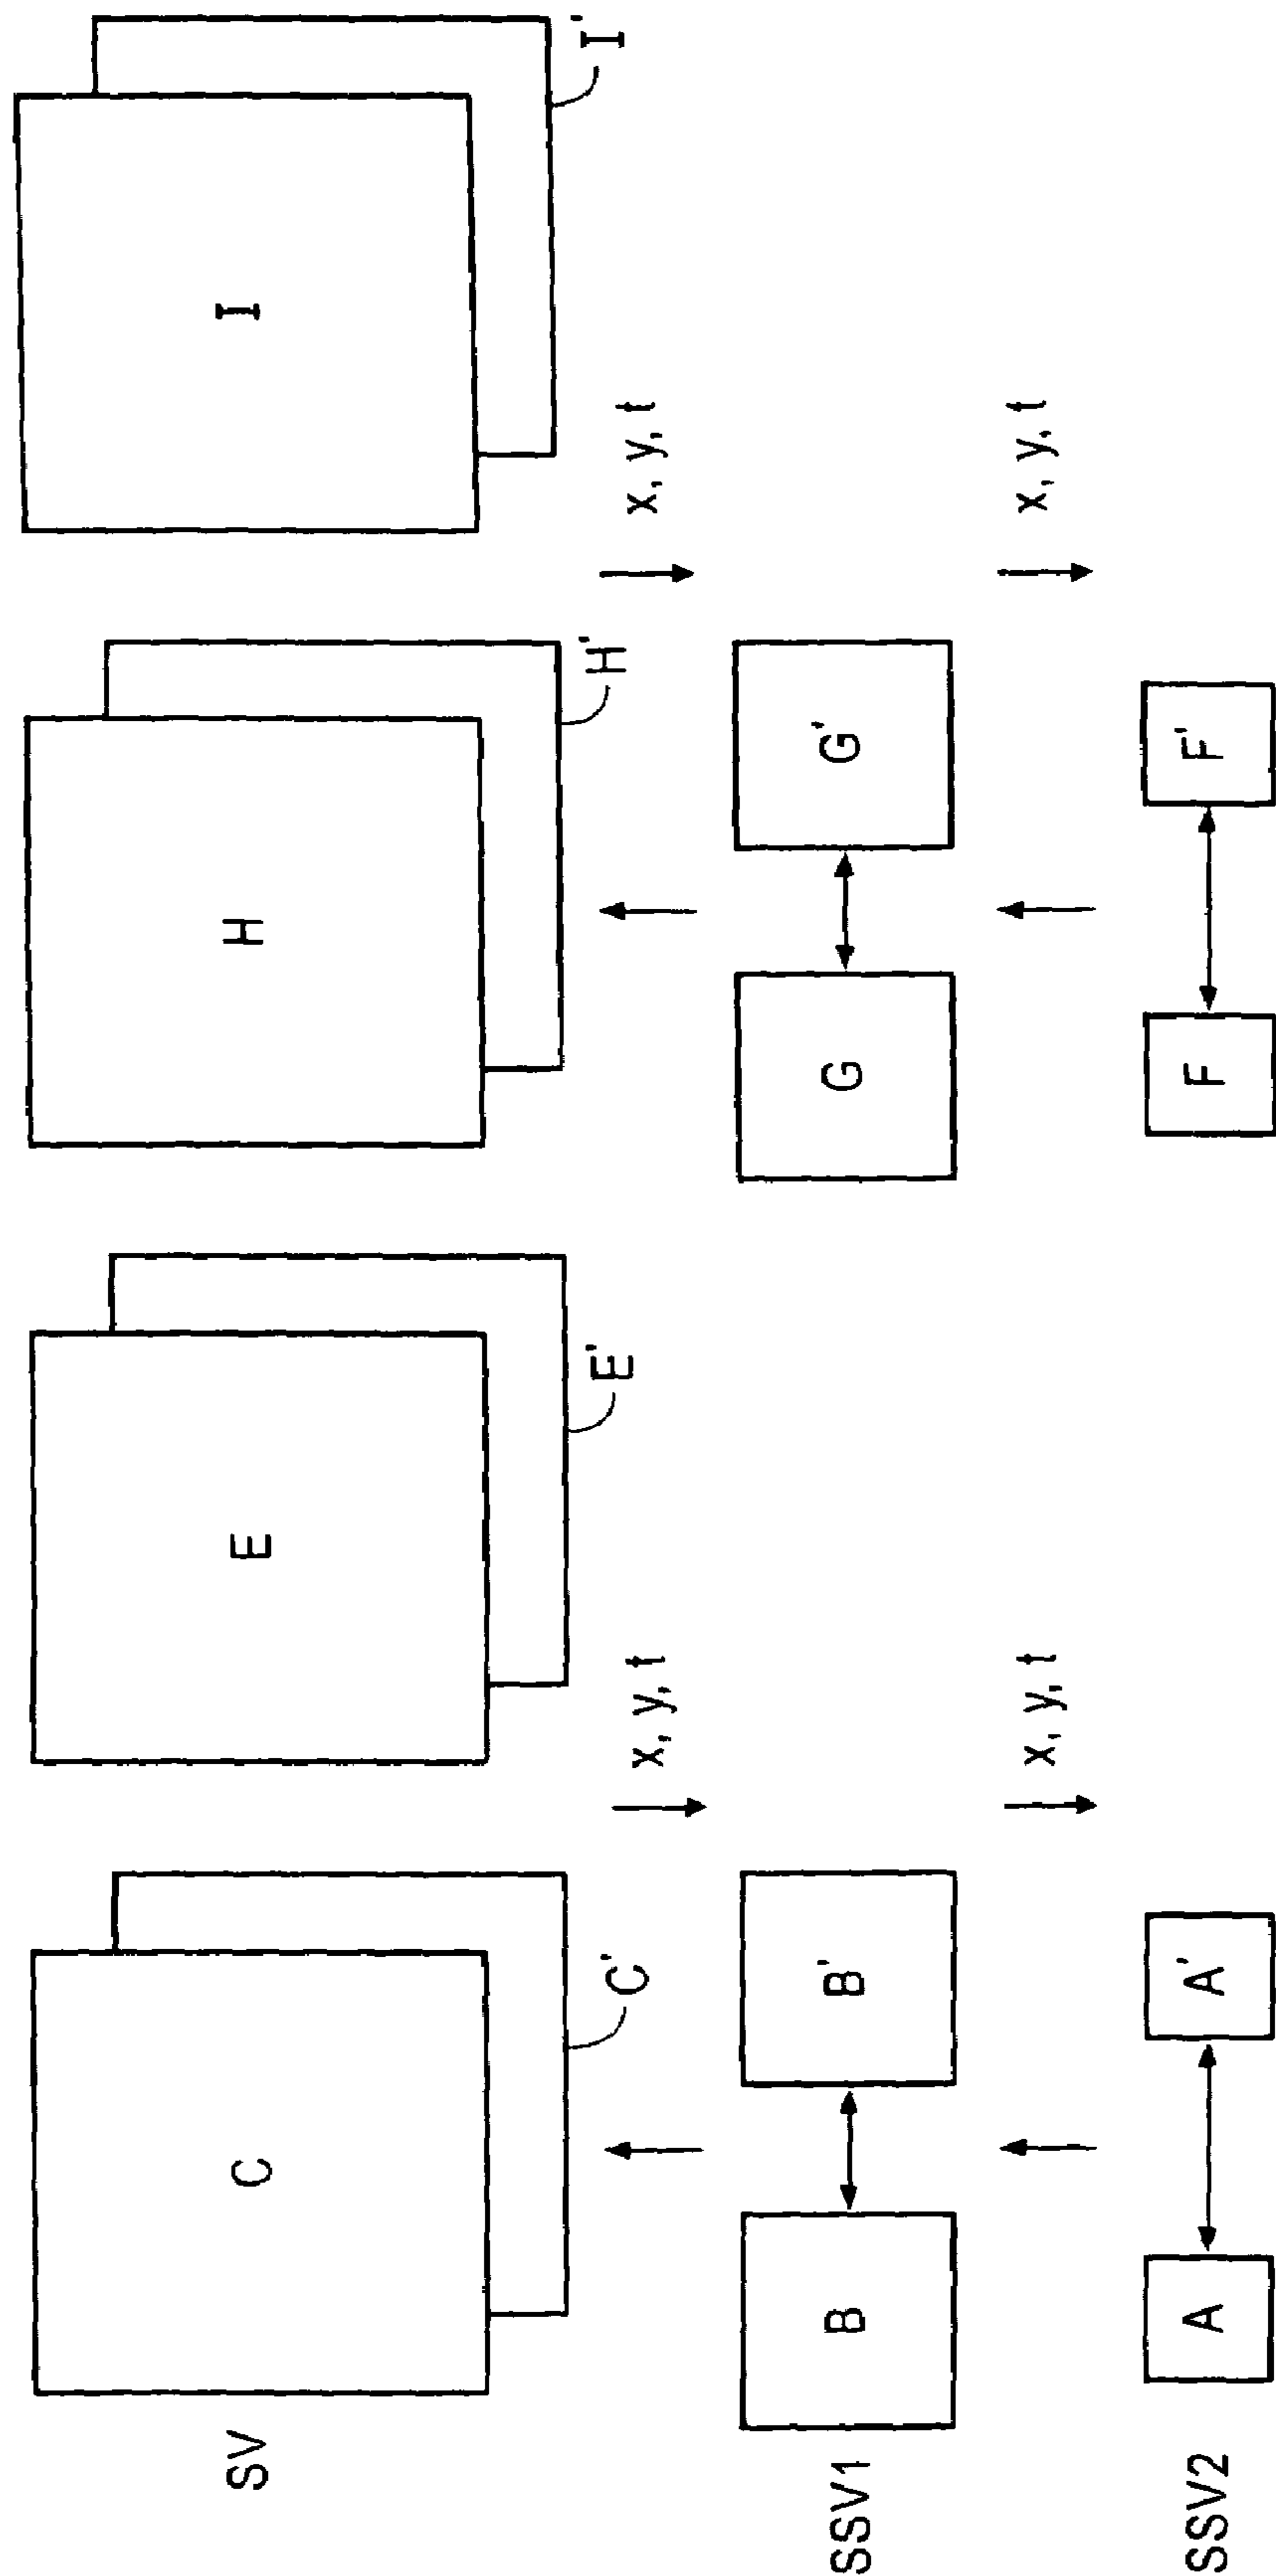 SV
C
C'
E
E'
H
H'
I
I'
x, y, t
x, y, t
SSV1
B
B'
G
G'
x, y, t
x, y, t
SSV2
A
A'
F
F'